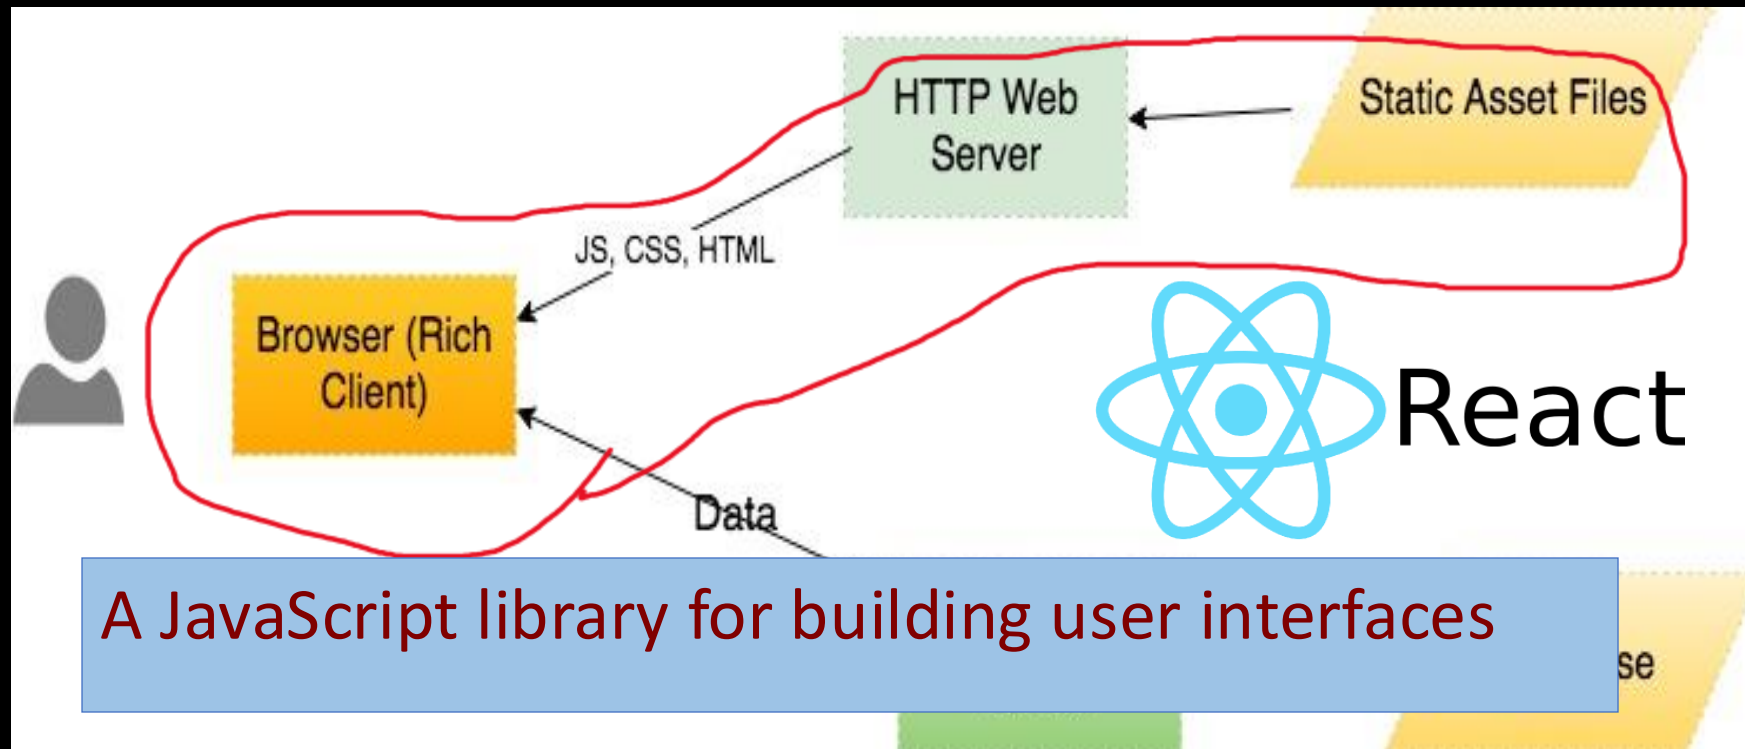 HTTP Web
Server
Static Asset Files
JS, CSS, HTML
Browser (Rich
Client)
React
Data
A JavaScript library for building user interfaces
se